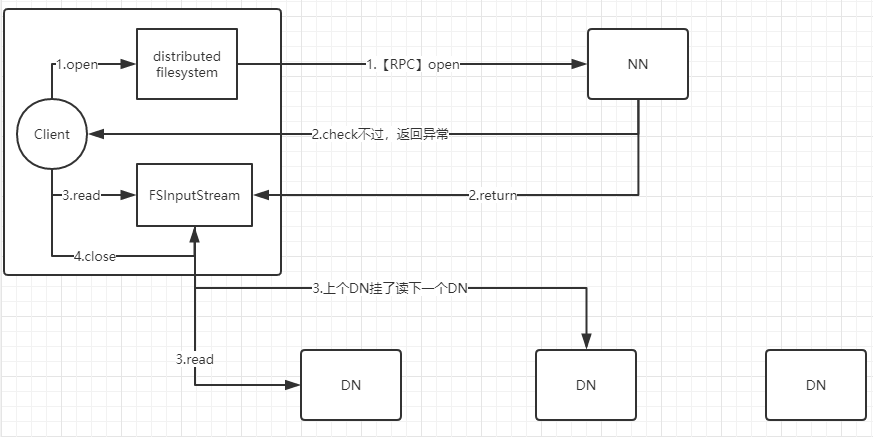 distributed
filesystem
1.open
1.【RPC】open
NN
Client
2.check不过，返回异常
3.read
FSInputStream
2.return
4.close
3.上个DN挂了读下一个DN
3.read
DN
DN
DN